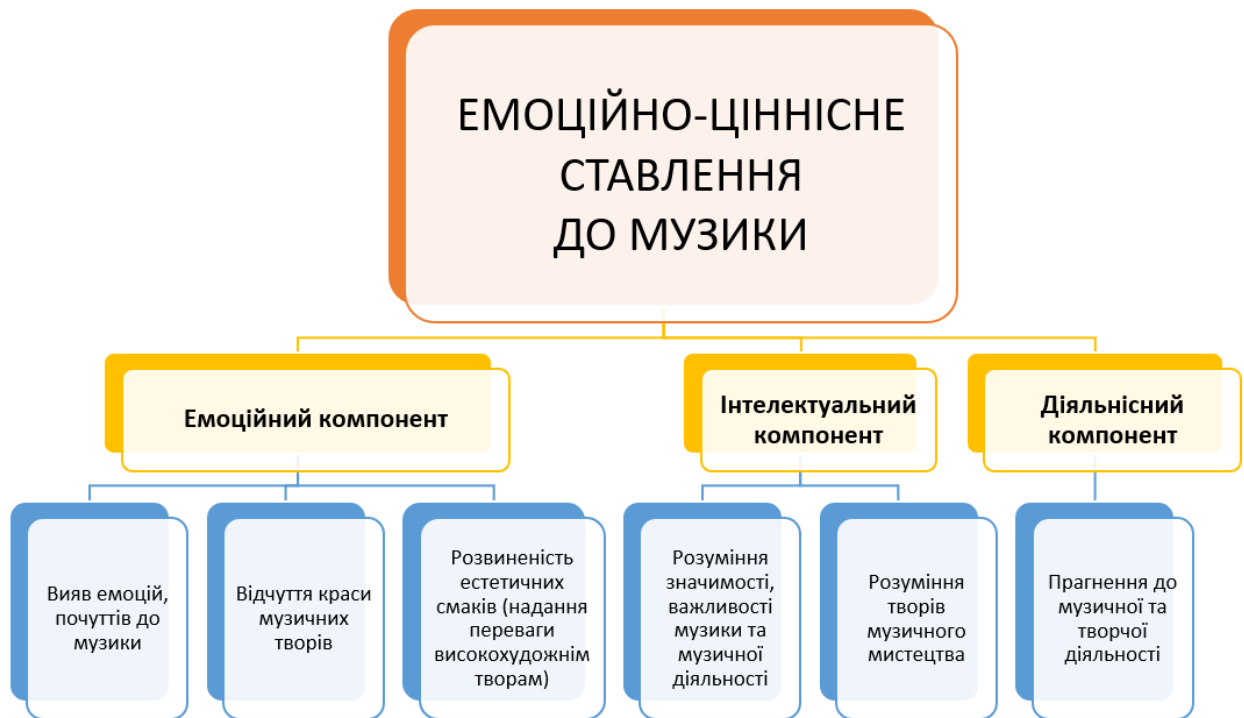 ЕМОЦІЙНО-ЦІННІСНЕ
СТАВЛЕННЯ
ДО МУЗИКИ
Емоційний компонент
Інтелектуальний
компонент
Діяльнісний
компонент
Вияв емоцій,
почуттів до
музики
Відчуття краси
музичних
творів
Розвиненість
естетичних
смаків (надання
переваги
високохудожнім
творам)
Розуміння
значимості,
важливості
музики та
музичної
діяльності
Розуміння
творів
музичного
мистецтва
Прагнення до
музичної та
творчої
діяльності